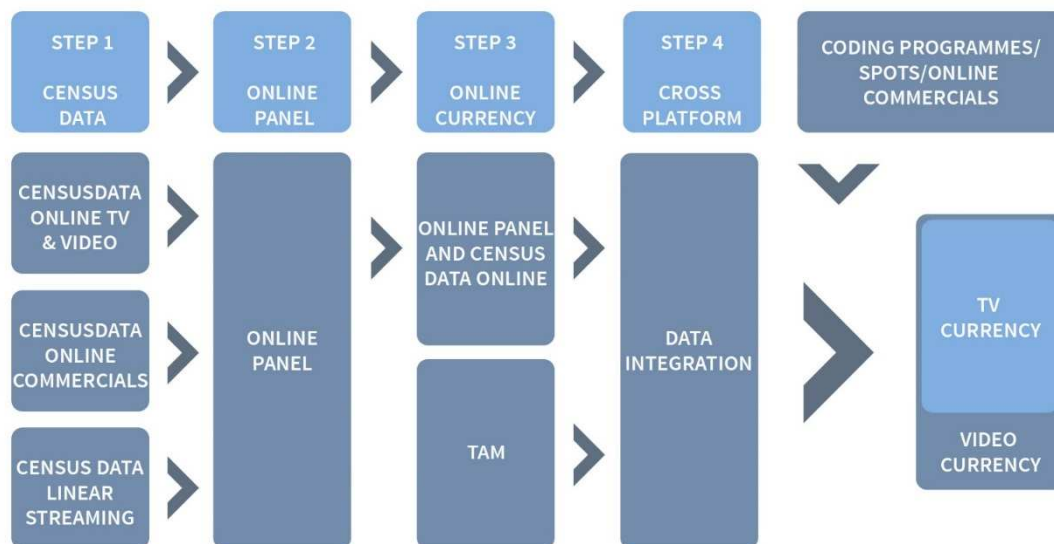 STEP 1
CENSUS
DATA
STEP 2
ONLINE
PANEL
STEP 3
ONLINE
CURRENCY
STEP 4
CROSS
PLATFORM
CODING PROGRAMMES/
SPOTS/ONLINE
COMMERCIALS
CENSUSDATA
ONLINE TV
& VIDEO
CENSUSDATA
ONLINE
COMMERCIALS
CENSUS DATA
LINEAR
STREAMING
ONLINE
PANEL
ONLINE PANEL
AND CENSUS
DATA ONLINE
TAM
DATA
INTEGRATION
TV
CURRENCY
VIDEO
CURRENCY